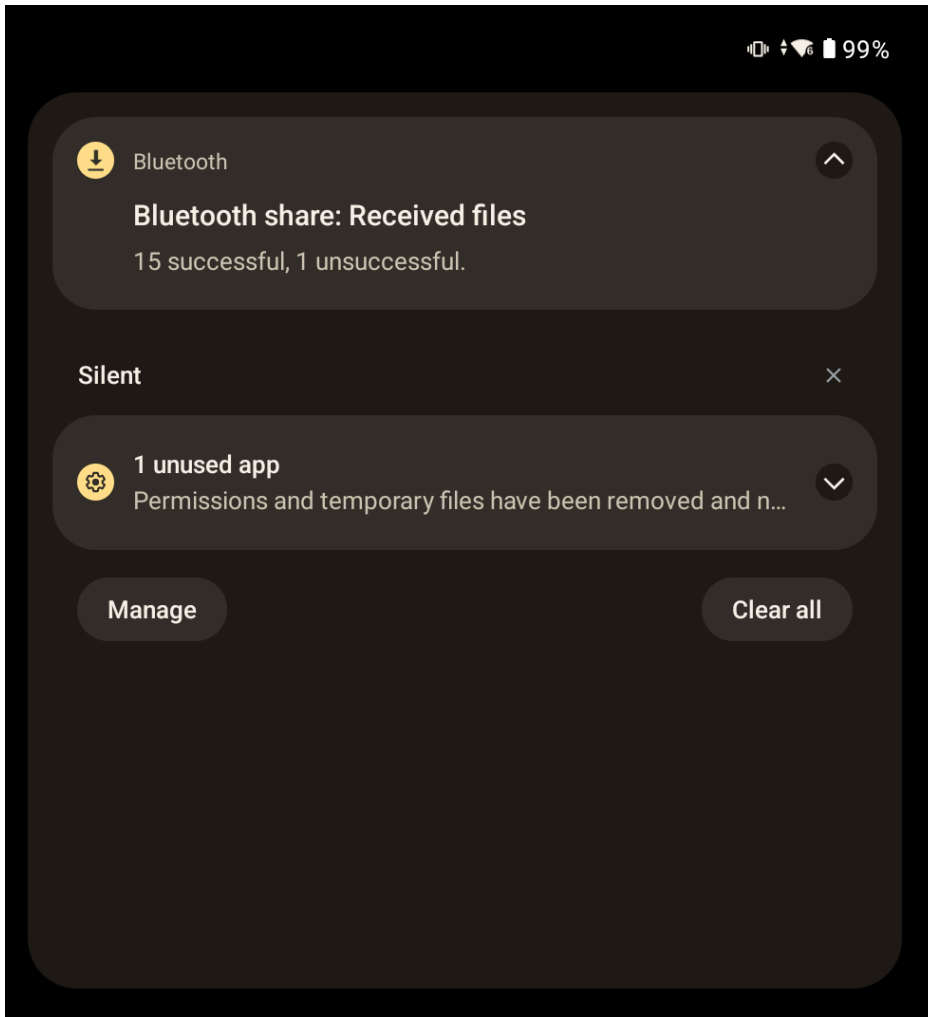 99%
Bluetooth
Bluetooth share: Received files
15 successful, 1 unsuccessful.
Silent
1 unused app
Permissions and temporary files have been removed and n...
Manage
Clear all